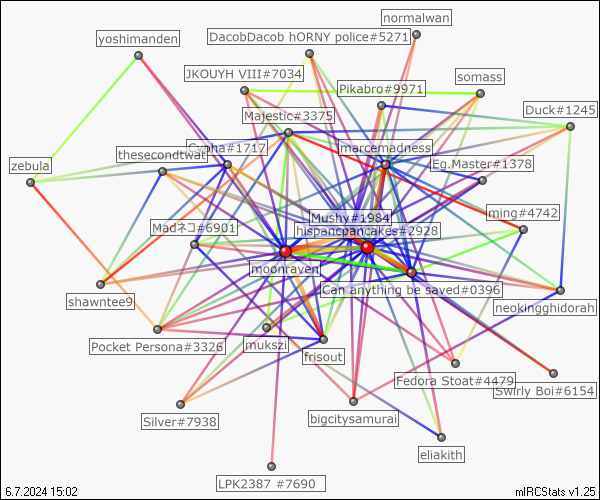 normalwan
yoshimanden
DacobDacob hORNY police#5271
JKOUYH VIII#7034
somass
Pikabro#9971
Majestic#3375
Duck#1245
Cypha#1717
marcemadness
thesecondtwat
Eg.Master#1378
zebula
Mushy#1984
ming#4742
Madネコ#6901
hispancpancakes#2928
moonraven
Can anything be saved#0396
shawntee9
neokingghidorah
Pocket Persona#3326
mukszi
frisout
Fedora Stoat#4479
Swirly Boi#6154
Silver#7938
bigcitysamurai
eliakith
LPK2387 #7690
6.7.2024 15:02
mIRCStats v1.25